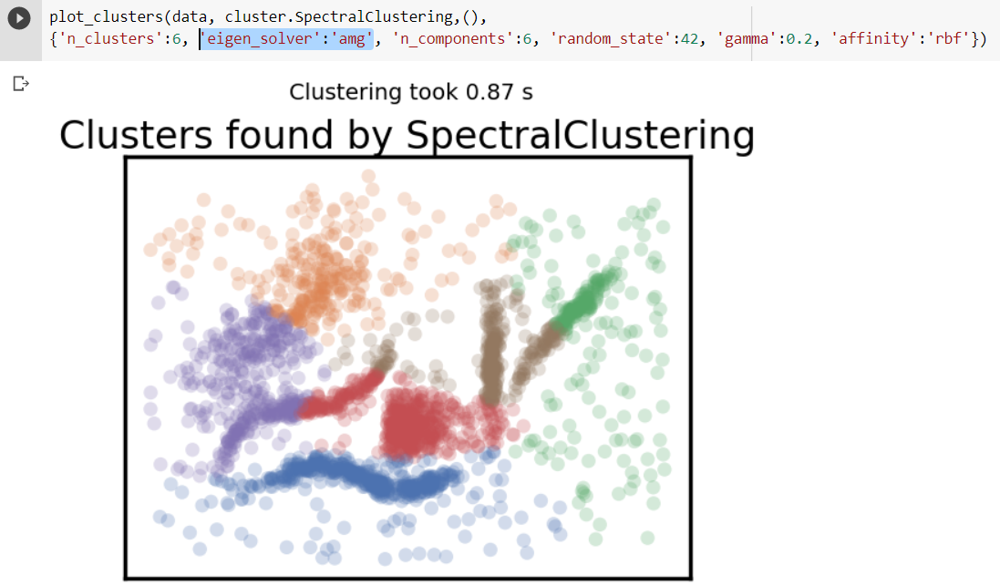 plot_clusters(data, cluster.SpectralClustering,(),
{'n_clusters':6, 'eigen_solver':'amg', 'n_components':6, 'random_state':42, 'gamma':0.2, 'affinity':'rbf'})
Clustering took 0.87 s
Clusters found by SpectralClustering